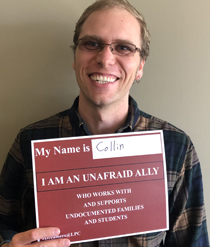 My Name is Collin
I AM AN UNAFRAID ALLY
WHO WORKS WITH
AND SUPPORTS
UNDOCUMENTED FAMILIES
AND STUDENTS